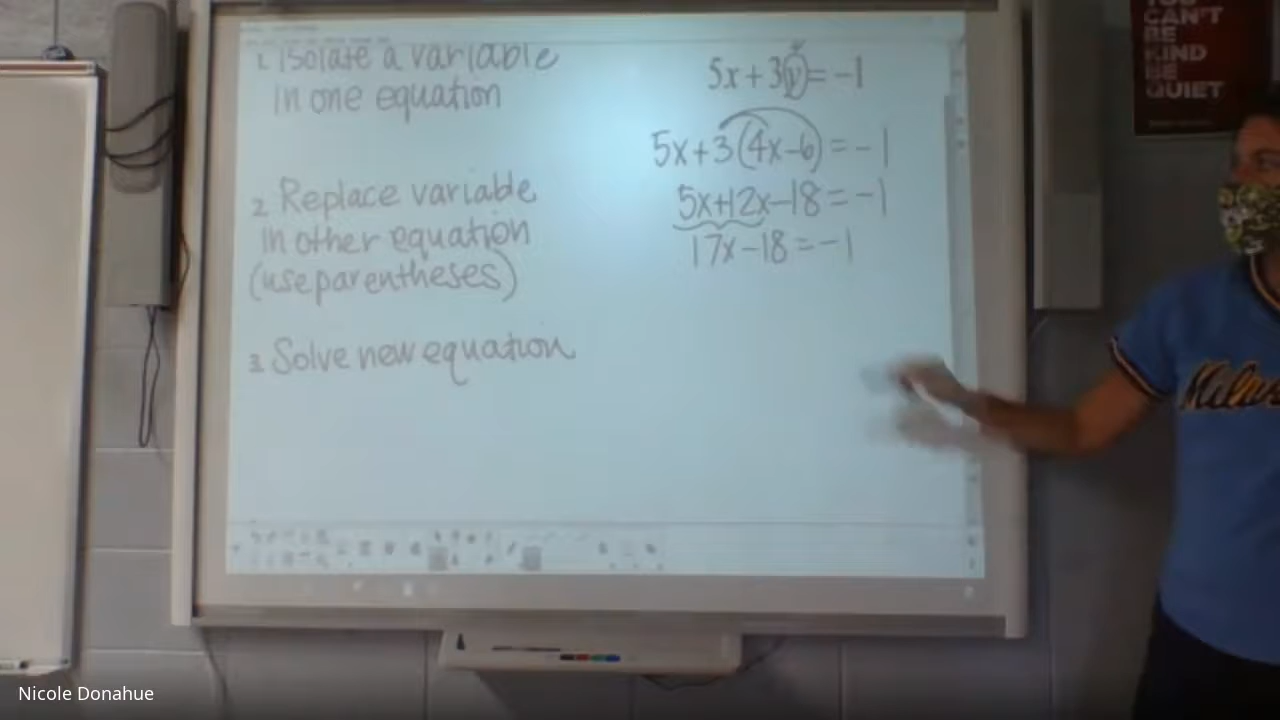 1. Isolate a variable
in one equation
2. Replace variable
in other equation
(use parentheses)
3. Solve new equation
5x + 3y = -1
5x + 3(4x-6) = -1
5x+12x-18 = -1
17x-18 = -1
YOU
CAN'T
BE
KIND
BE
QUIET
Nicole Donahue